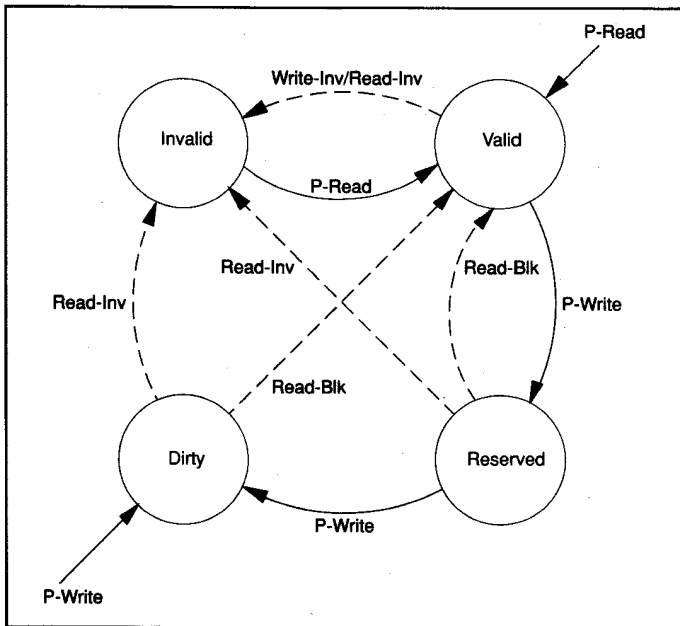 P-Read
Write-Inv/Read-Inv
Invalid
Valid
P-Read
Read-Inv
Read-Blk
Read-Inv
P-Write
Read-Blk
Dirty
Reserved
P-Write
P-Write